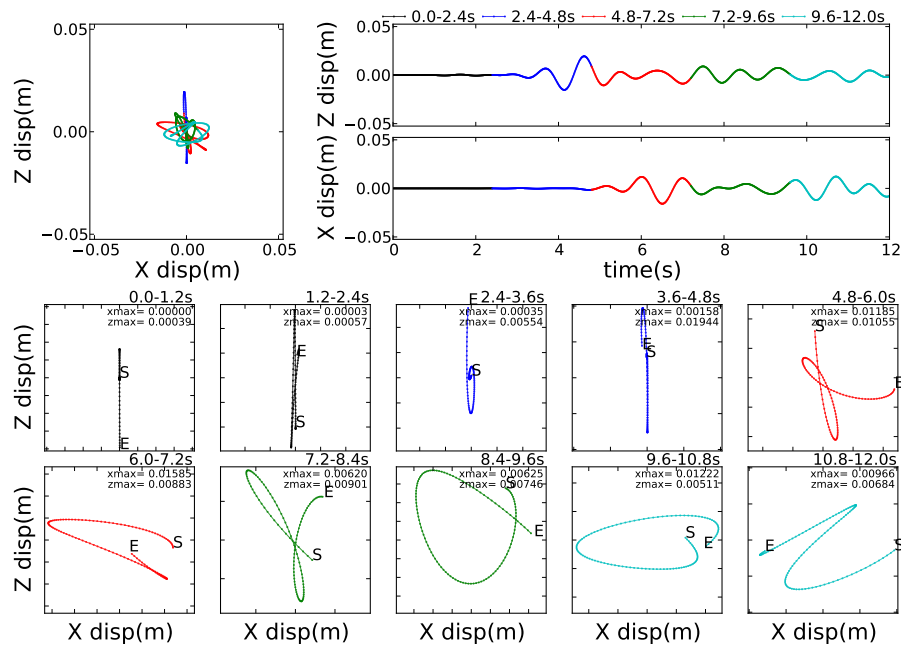 0.0-2.4s 2.4-4.8s 4.8-7.2s 7.2-9.6s 9.6-12.0s
0.05
0.00
−0.05
Z disp(m)
−0.05 0.00 0.05
X disp(m)
0.05
0.00
−0.05
Z disp(m)
0.05
0.00
−0.05
X disp(m)
0 2 4 6 8 10 12
time(s)
0.0-1.2s
xmax= 0.00000
zmax= 0.00039
S
E
Z disp(m)
1.2-2.4s
xmax= 0.00003
zmax= 0.00057
E
S
2.4-3.6s
xmax= 0.00035
zmax= 0.00554
E
S
3.6-4.8s
xmax= 0.00158
zmax= 0.01944
E
S
4.8-6.0s
xmax= 0.01185
zmax= 0.01055
S
E
6.0-7.2s
xmax= 0.01585
zmax= 0.00883
E
S
Z disp(m)
X disp(m)
7.2-8.4s
xmax= 0.00620
zmax= 0.00901
E
S
X disp(m)
8.4-9.6s
xmax= 0.00625
zmax= 0.00746
S
E
X disp(m)
9.6-10.8s
xmax= 0.01222
zmax= 0.00511
S
E
X disp(m)
10.8-12.0s
xmax= 0.00966
zmax= 0.00684
S
E
X disp(m)